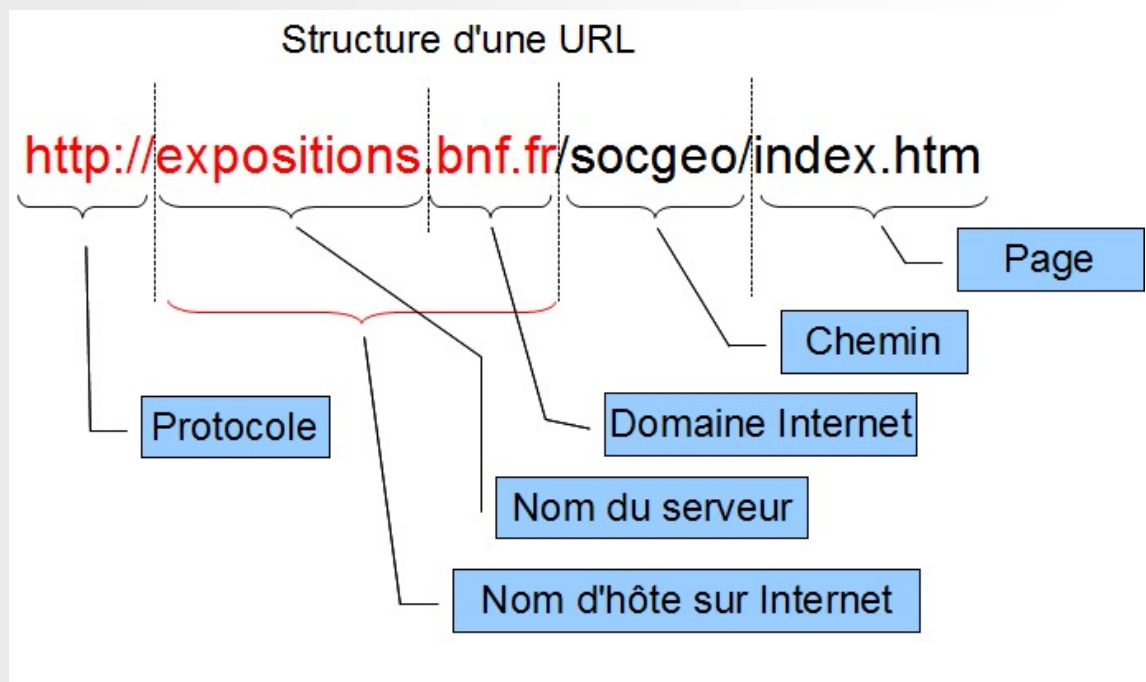 Structure d'une URL
http://expositions.bnf.fr/socgeo/index.htm
Page
Chemin
Domaine Internet
Protocole
Nom du serveur
Nom d'hôte sur Internet